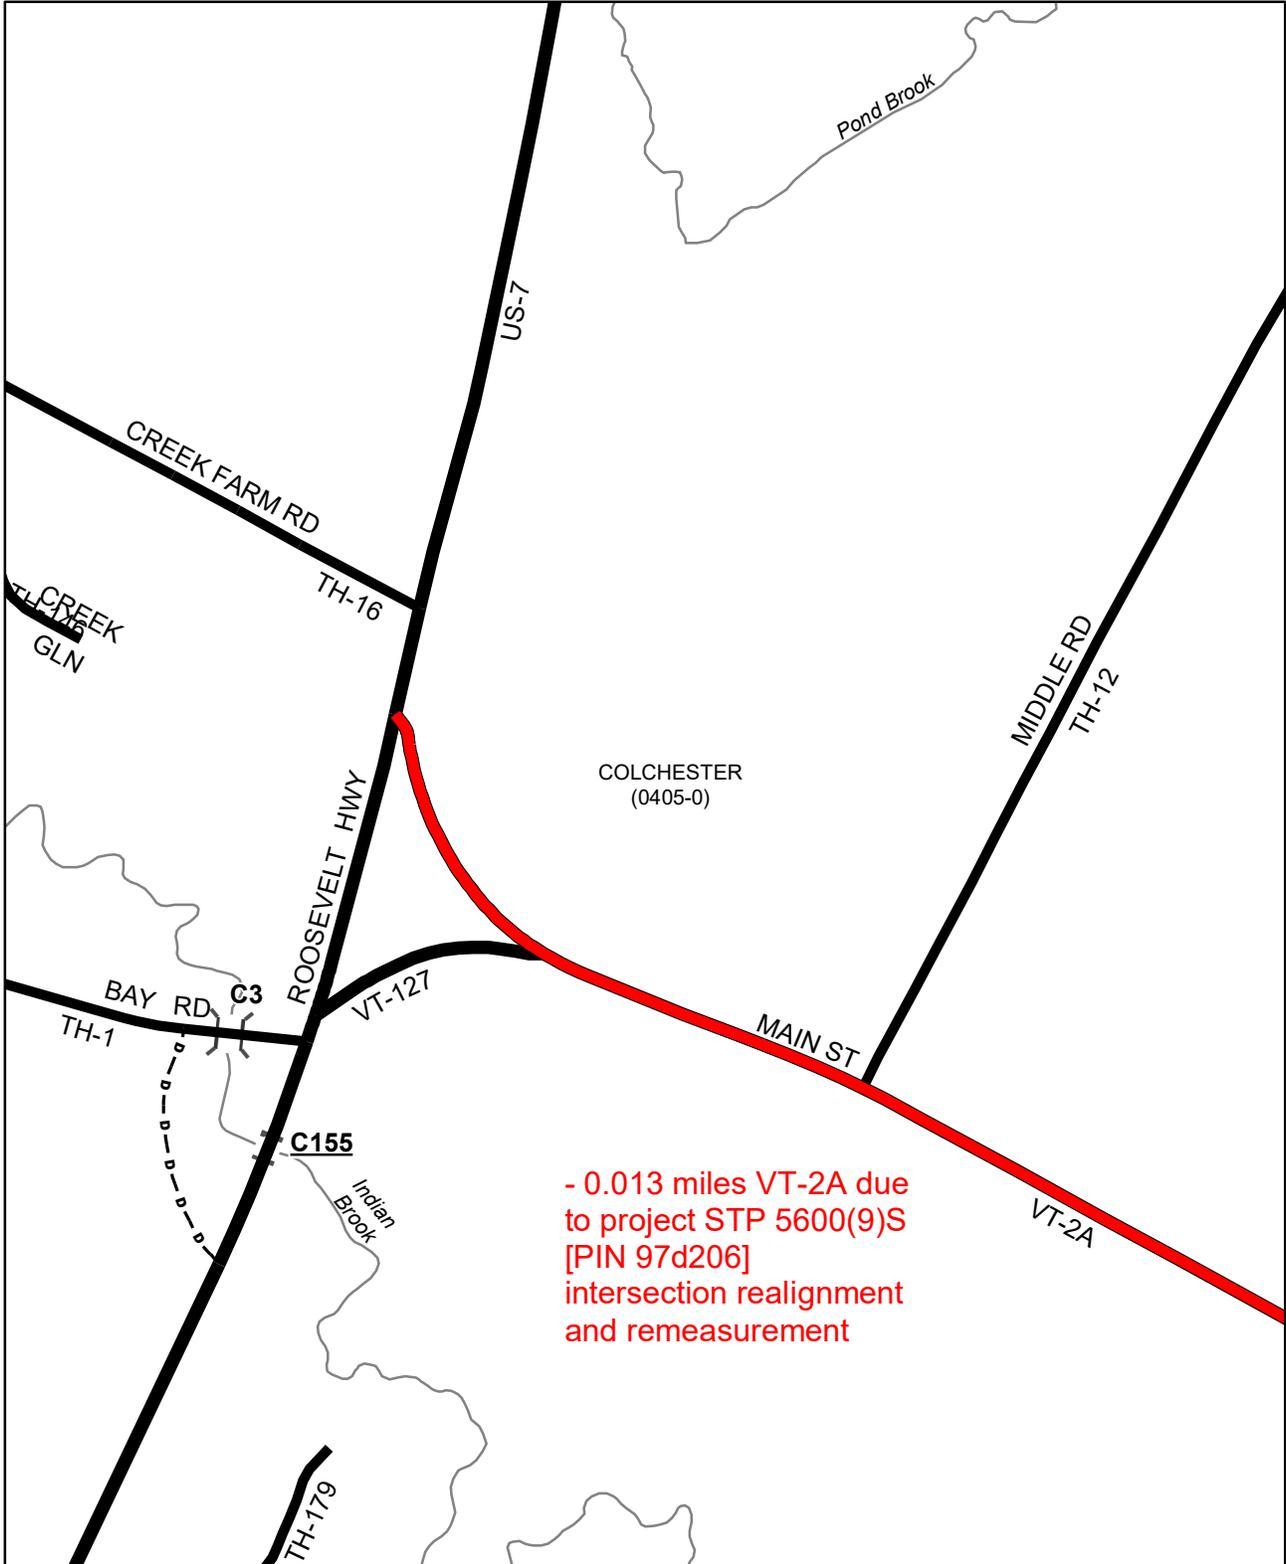 Pond Brook
US-7
CREEK FARM RD
TH-16
TH-146
CREEK
GLN
MIDDLE RD
TH-12
COLCHESTER
(0405-0)
ROOSEVELT HWY
C3
BAY RD
TH-1
VT-127
MAIN ST
D
D
D
D
D
D
C155
Indian
Brook
- 0.013 miles VT-2A due
to project STP 5600(9)S
[PIN 97d206]
intersection realignment
and remeasurement
VT-2A
TH-179